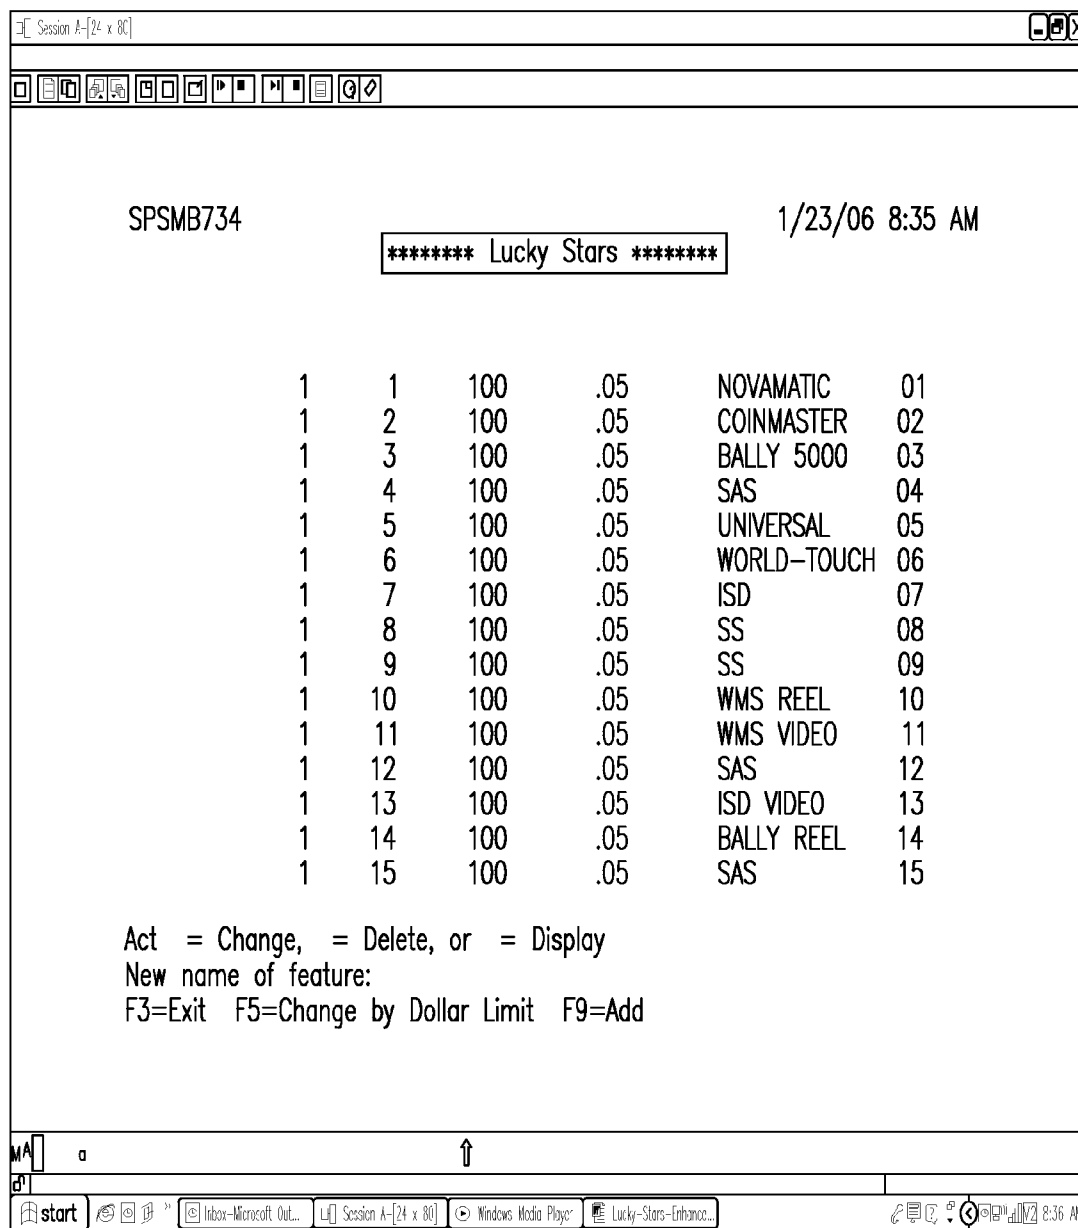 Session A-[24 x 80]
SPSMB734 1/23/06 8:35 AM
******** Lucky Stars ********
1 1 100 .05 NOVAMATIC 01
1 2 100 .05 COINMASTER 02
1 3 100 .05 BALLY 5000 03
1 4 100 .05 SAS 04
1 5 100 .05 UNIVERSAL 05
1 6 100 .05 WORLD-TOUCH 06
1 7 100 .05 ISD 07
1 8 100 .05 SS 08
1 9 100 .05 SS 09
1 10 100 .05 WMS REEL 10
1 11 100 .05 WMS VIDEO 11
1 12 100 .05 SAS 12
1 13 100 .05 ISD VIDEO 13
1 14 100 .05 BALLY REEL 14
1 15 100 .05 SAS 15
Act = Change, = Delete, or = Display
New name of feature:
F3=Exit F5=Change by Dollar Limit F9=Add
MA a
start Inbox-Microsoft Out... Session A-[24 x 80] Windows Media Player Lucky-Stars-Enhance... V2 8:36 AM